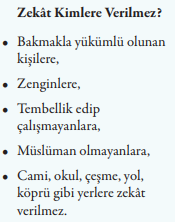 Zekât Kimlere Verilmez?
• Bakmakla yükümlü olunan
kişilere,
• Zenginlere,
• Tembellik edip
çalışmayanlara,
• Müslüman olmayanlara,
• Cami, okul, çeşme, yol,
köprü gibi yerlere zekât
verilmez.